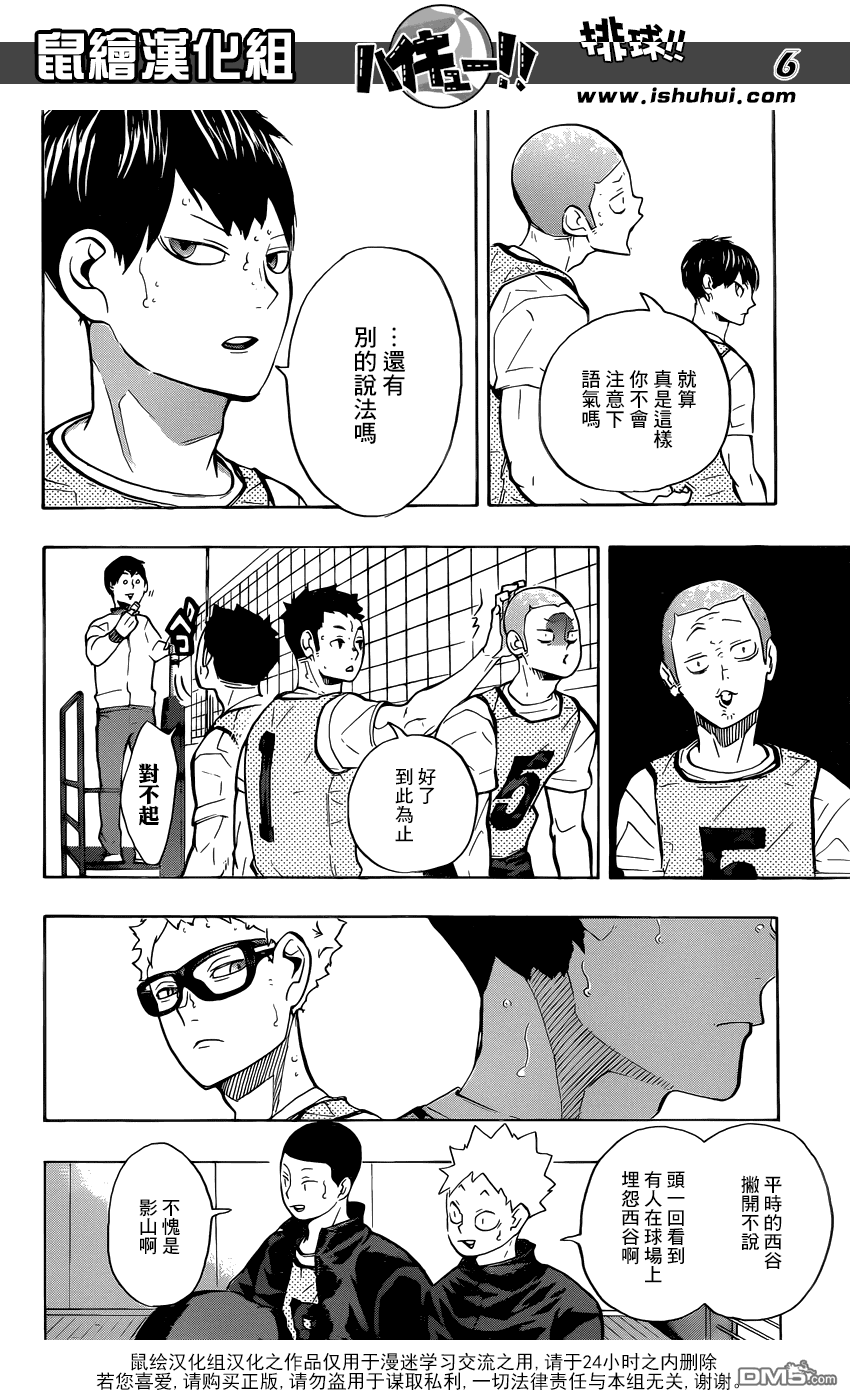 鼠繪漢化組
ハイキュー!!
排球!!
6
www.ishuhui.com
就算
真是這樣
你不會
注意下
語氣嗎
…還有
別的說法嗎
好了
到此為止
對不起
1
5
5
平時的西谷
撇開不說
頭一回看到
有人在球場上
埋怨西谷啊
不愧是
影山啊
鼠绘汉化组汉化之作品仅用于漫迷学习交流之用, 请于24小时之内删除
若您喜爱, 请购买正版, 请勿盗用于谋取私利, 一切法律责任与本组无关, 谢谢。
DM5.com